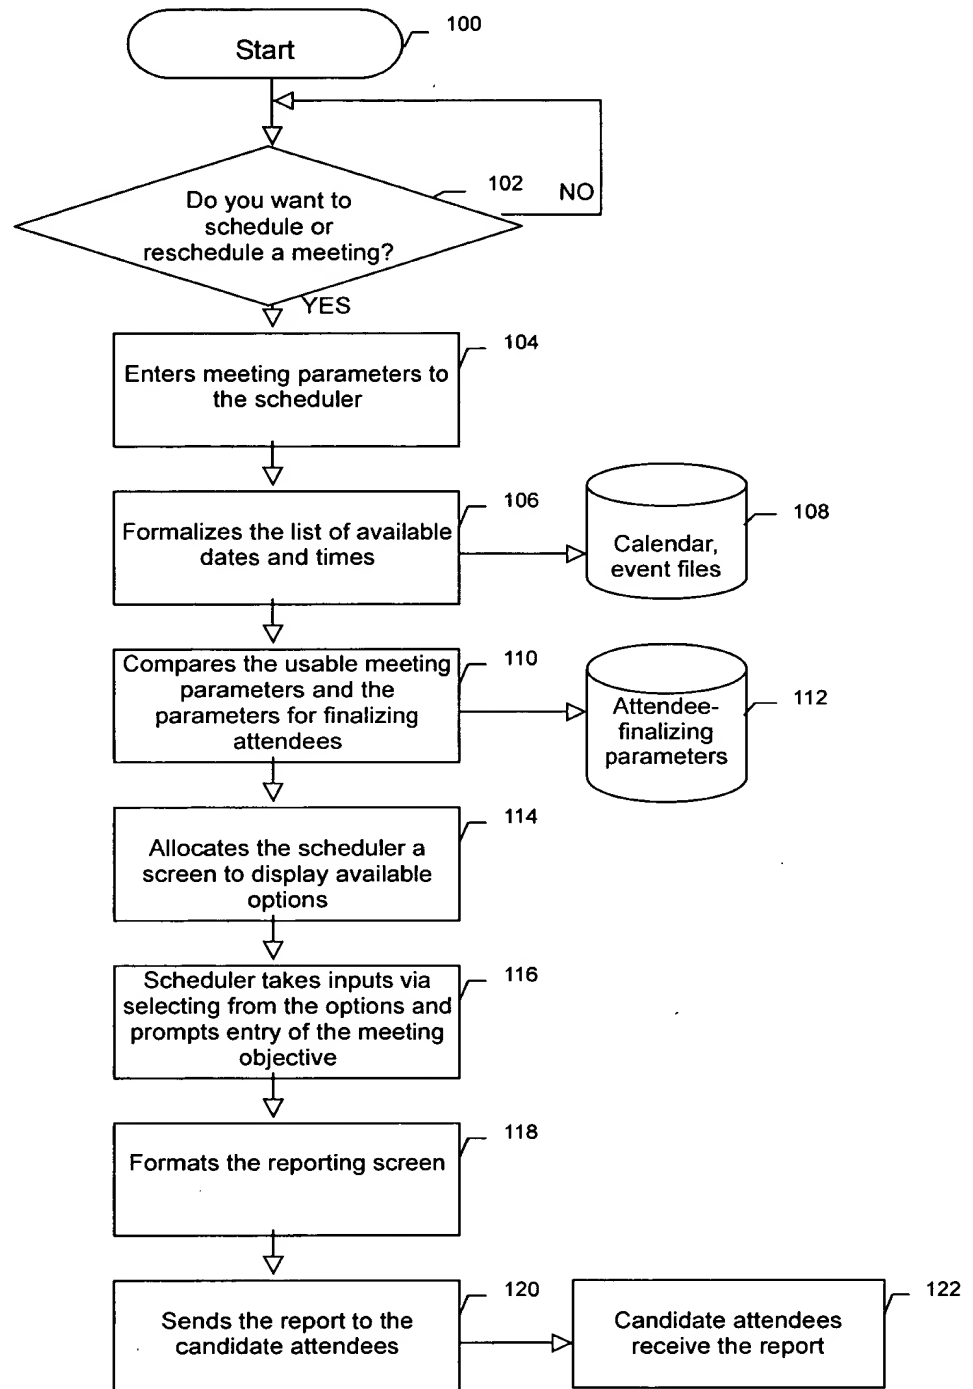 Start
100
Do you want to
schedule or
reschedule a meeting?
102
NO
YES
Enters meeting parameters to
the scheduler
104
Formalizes the list of available
dates and times
106
Calendar,
event files
108
Compares the usable meeting
parameters and the
parameters for finalizing
attendees
110
Attendee-
finalizing
parameters
112
Allocates the scheduler a
screen to display available
options
114
Scheduler takes inputs via
selecting from the options and
prompts entry of the meeting
objective
116
Formats the reporting screen
118
Sends the report to the
candidate attendees
120
Candidate attendees
receive the report
122